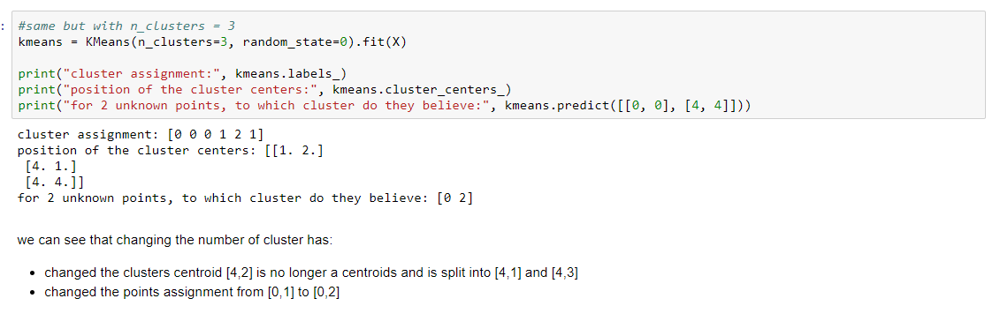 :
#same but with n_clusters = 3
kmeans = KMeans(n_clusters=3, random_state=0).fit(X)
print("cluster assignment:", kmeans.labels_)
print("position of the cluster centers:", kmeans.cluster_centers_)
print("for 2 unknown points, to which cluster do they believe:", kmeans.predict([[0, 0], [4, 4]]))
cluster assignment: [0 0 0 1 2 1]
position of the cluster centers: [[1. 2.]
[4. 1.]
[4. 4.]]
for 2 unknown points, to which cluster do they believe: [0 2]
we can see that changing the number of cluster has:
• changed the clusters centroid [4,2] is no longer a centroids and is split into [4,1] and [4,3]
• changed the points assignment from [0,1] to [0,2]